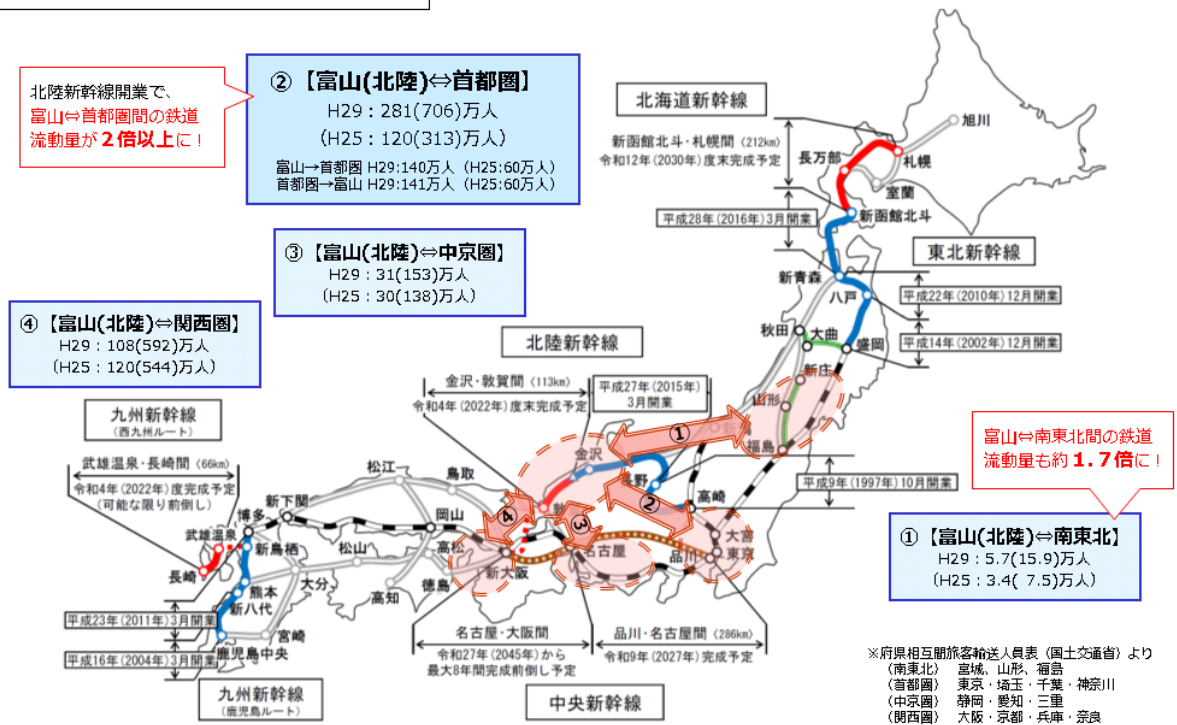 北陸新幹線開業で、
富山⇔首都圏間の鉄道
流動量が2倍以上に！
② 【富山(北陸)⇔首都圏】
H29：281(706)万人
（H25：120(313)万人）
富山→首都圏 H29:140万人（H25:60万人）
首都圏→富山 H29:141万人（H25:60万人）
③ 【富山(北陸)⇔中京圏】
H29：31(153)万人
（H25：30(138)万人）
④ 【富山(北陸)⇔関西圏】
H29：108(592)万人
（H25：120(544)万人）
北海道新幹線
新函館北斗・札幌間（212km）
令和12年(2030年)度末完成予定
旭川
長万部
札幌
室蘭
平成28年(2016年)3月開業
新函館北斗
東北新幹線
新青森
八戸
平成22年(2010年)12月開業
秋田
大曲
盛岡
平成14年(2002年)12月開業
新庄
山形
福島
北陸新幹線
金沢・敦賀間（113km）
令和4年(2022年)度末完成予定
平成27年(2015年)
3月開業
①
金沢
高崎
平成9年(1997年)10月開業
②
③
④
大宮
東京
品川
名古屋
新大阪
九州新幹線
（西九州ルート）
武雄温泉・長崎間（66km）
令和4年(2022年)度完成予定
（可能な限り前倒し）
松江
鳥取
新下関
博多
岡山
武雄温泉
新鳥栖
松山
高松
長崎
大分
徳島
高知
熊本
新八代
平成23年(2011年)3月開業
宮崎
平成16年(2004年)3月開業
鹿児島中央
九州新幹線
（鹿児島ルート）
名古屋・大阪間
令和27年(2045年)から
最大8年間完成前倒し予定
品川・名古屋間（286km）
令和9年(2027年)完成予定
中央新幹線
富山⇔南東北間の鉄道
流動量も約1.7倍に！
① 【富山(北陸)⇔南東北】
H29：5.7(15.9)万人
（H25：3.4( 7.5)万人）
※府県相互間旅客輸送人員表（国土交通省）より
（南東北） 宮城、山形、福島
（首都圏） 東京・埼玉・千葉・神奈川
（中京圏） 静岡・愛知・三重
（関西圏） 大阪・京都・兵庫・奈良